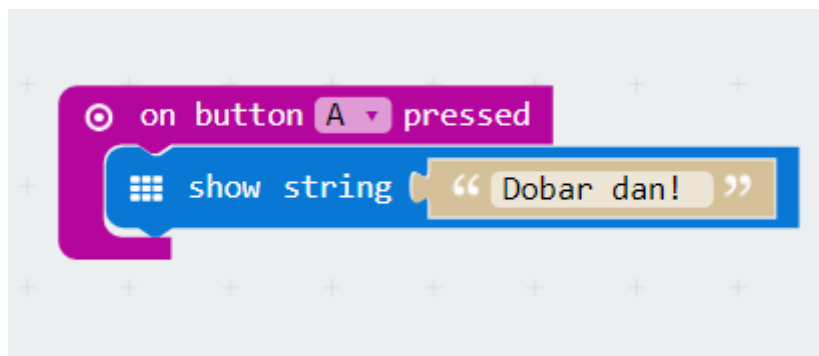 on button A pressed
show string “ Dobar dan! ”